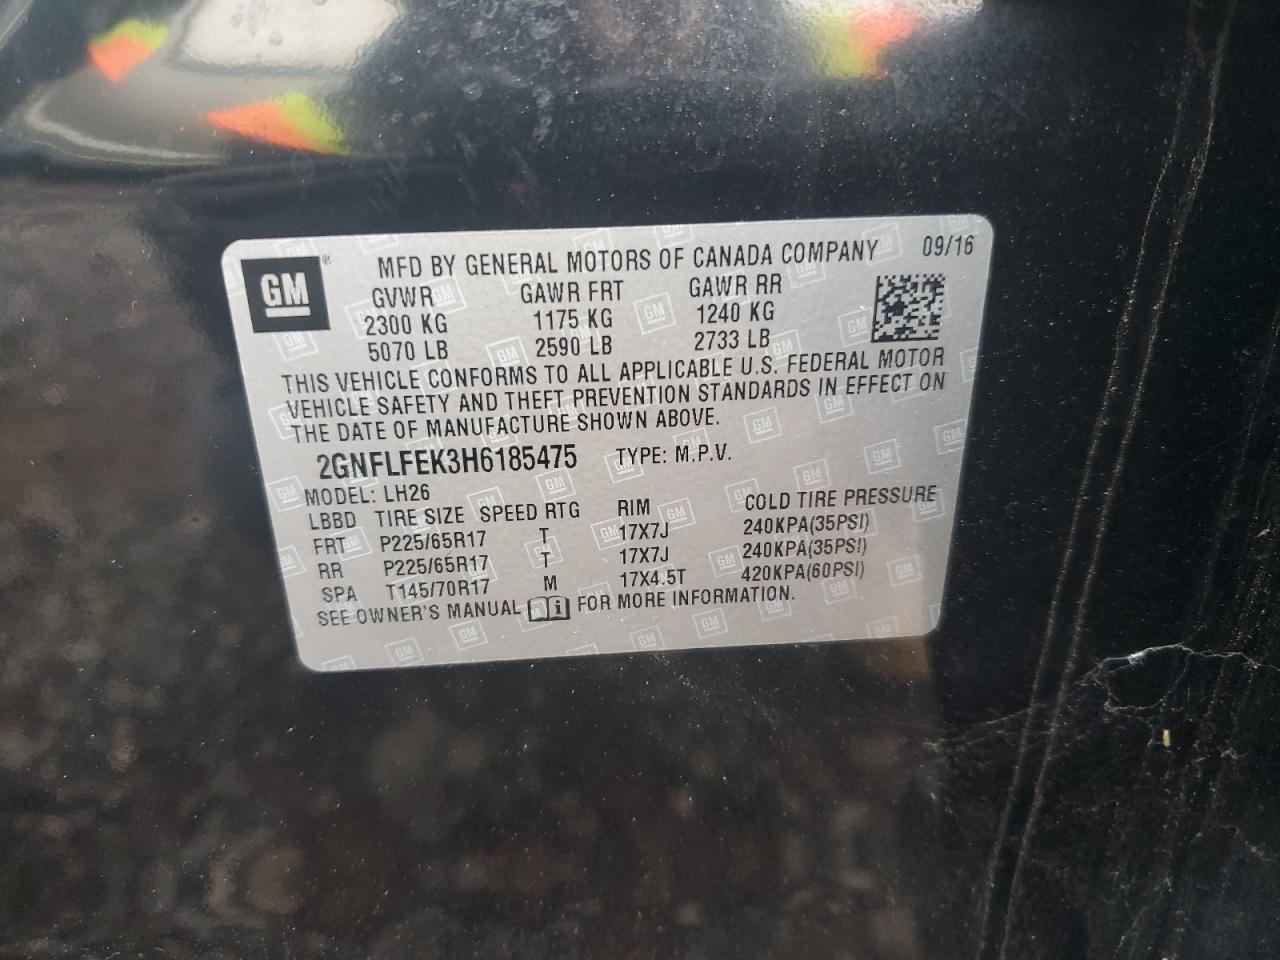 GM ® MFD BY GENERAL MOTORS OF CANADA COMPANY 09/16
GVWR GAWR FRT GAWR RR
2300 KG 1175 KG 1240 KG
5070 LB 2590 LB 2733 LB
THIS VEHICLE CONFORMS TO ALL APPLICABLE U.S. FEDERAL MOTOR
VEHICLE SAFETY AND THEFT PREVENTION STANDARDS IN EFFECT ON
THE DATE OF MANUFACTURE SHOWN ABOVE.
2GNFLFEK3H6185475 TYPE: M.P.V.
MODEL: LH26
LBBD TIRE SIZE SPEED RTG RIM COLD TIRE PRESSURE
FRT P225/65R17 T 17X7J 240KPA(35PSI)
RR P225/65R17 T 17X7J 240KPA(35PSI)
SPA T145/70R17 M 17X4.5T 420KPA(60PSI)
SEE OWNER'S MANUAL i FOR MORE INFORMATION.